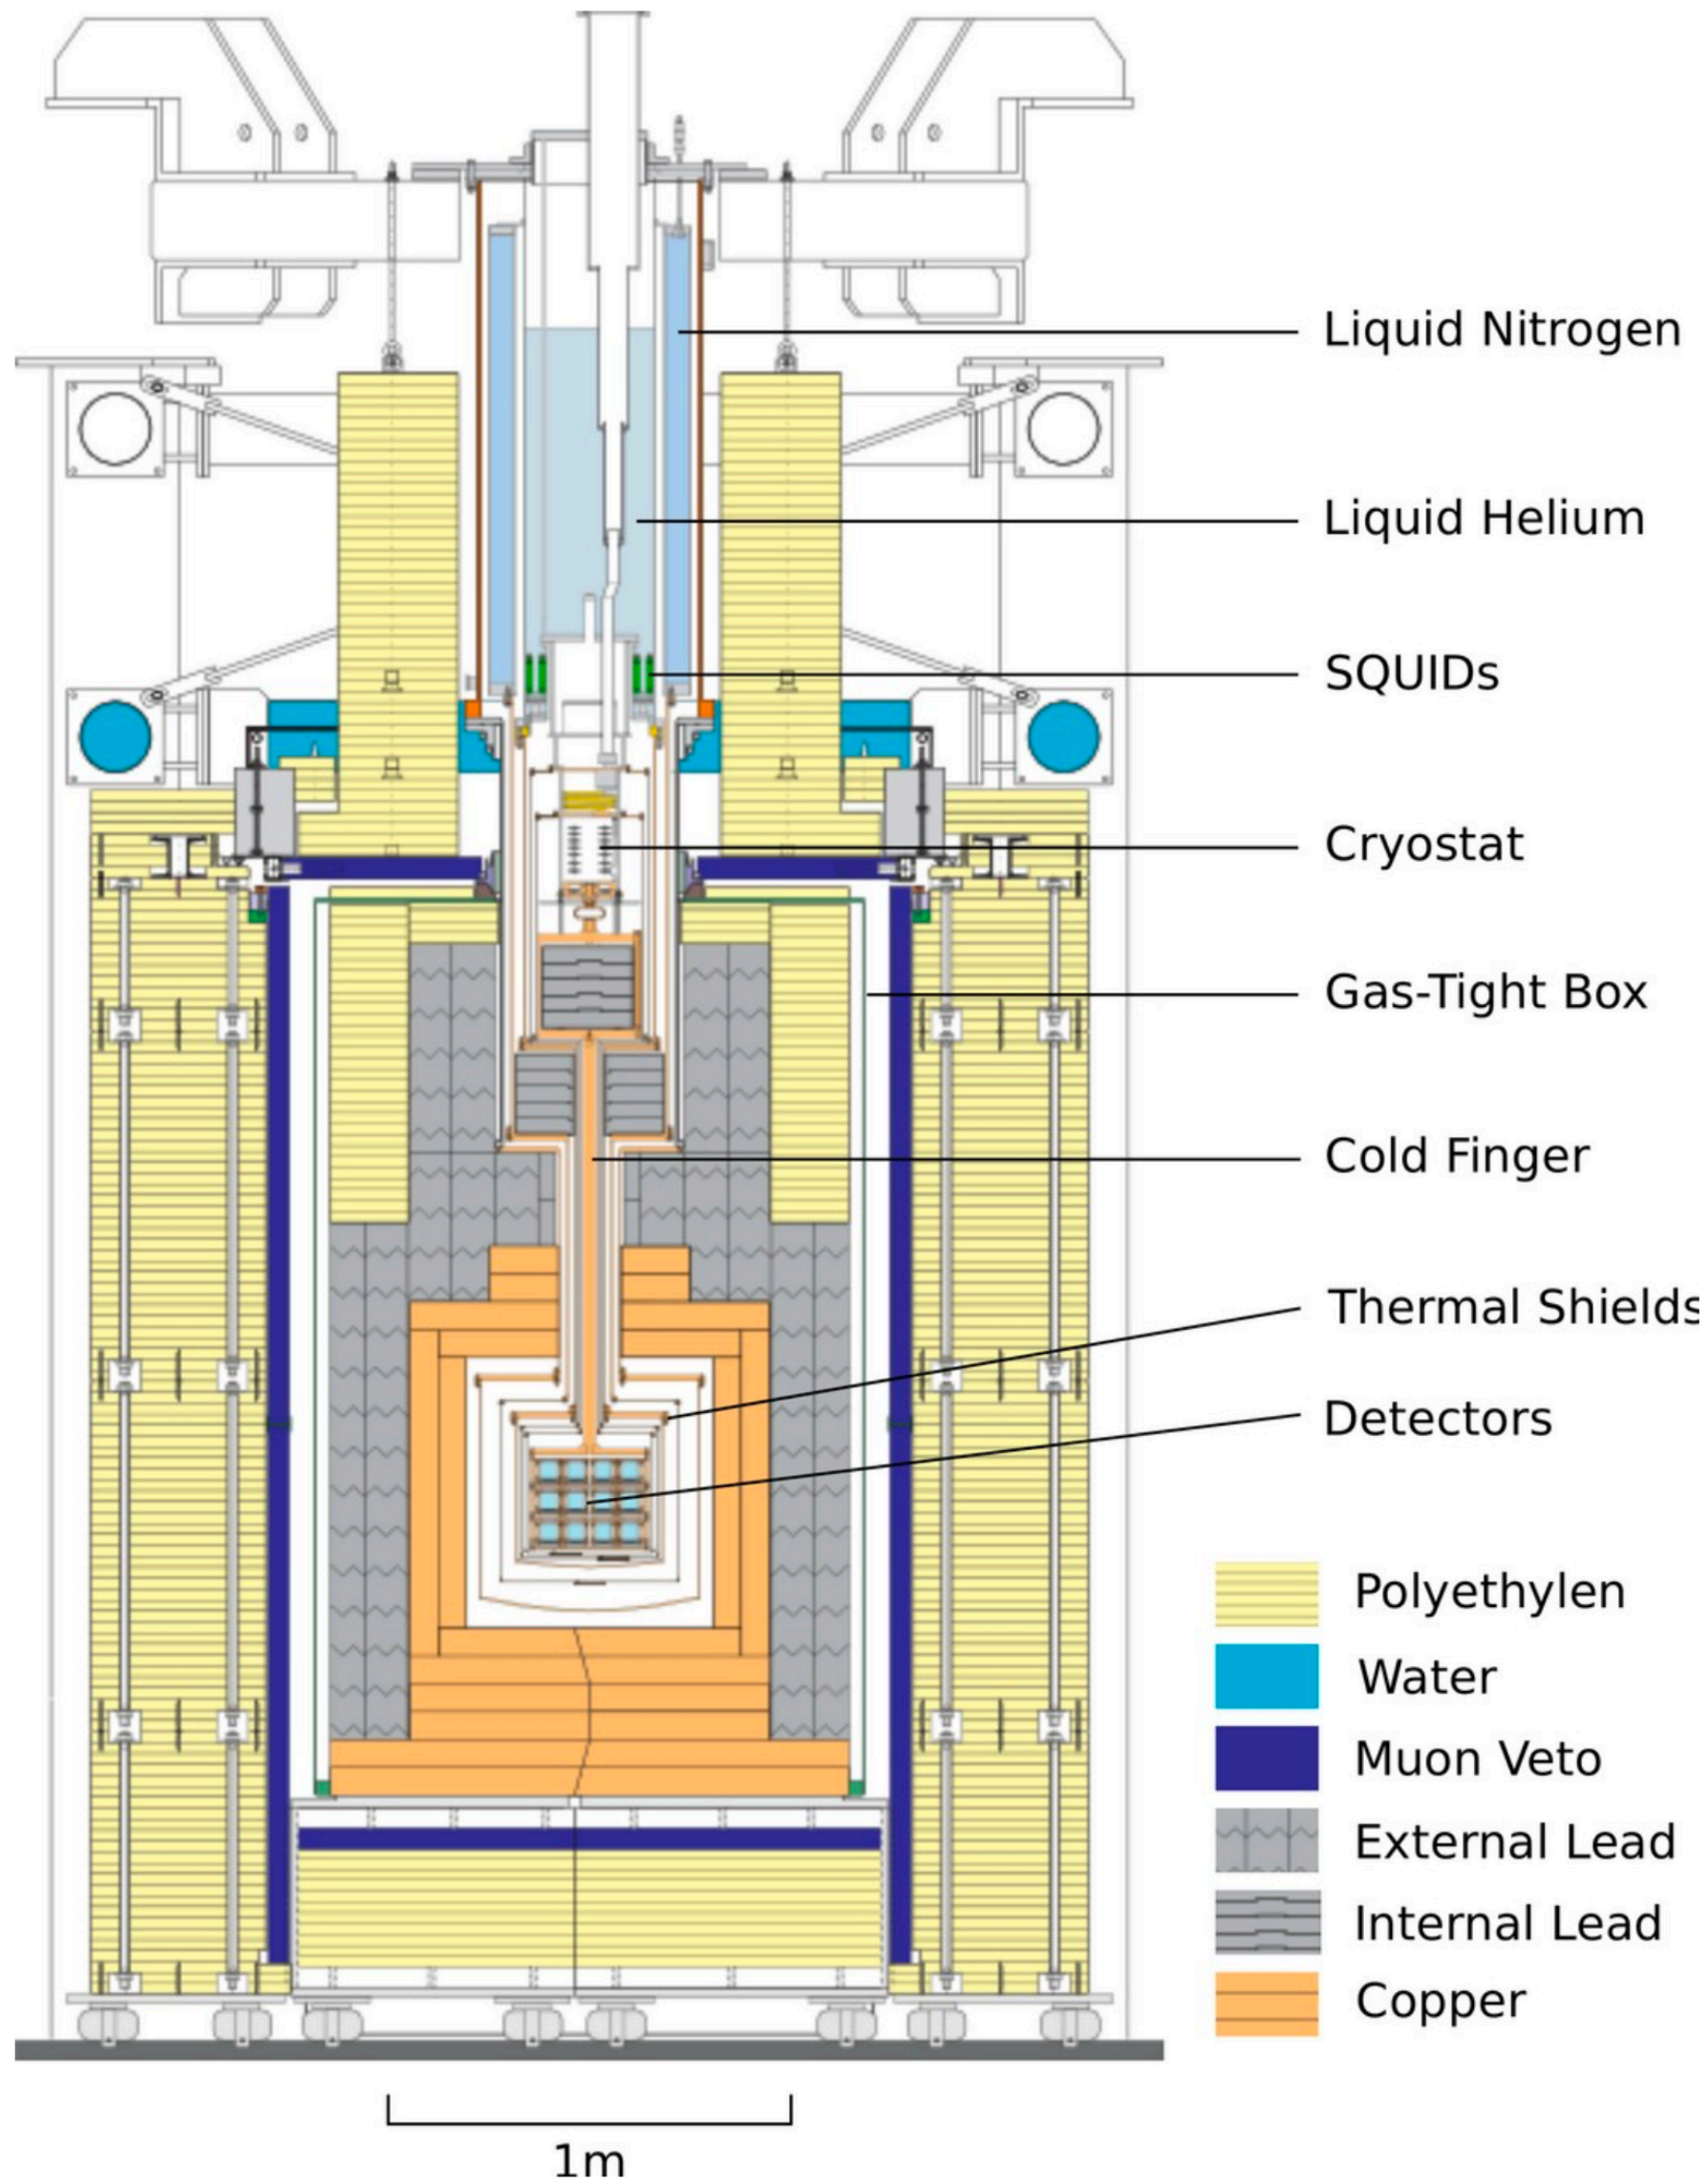 Liquid Nitrogen
Liquid Helium
SQUIDs
Cryostat
Gas-Tight Box
Cold Finger
Thermal Shields
Detectors
Polyethylen
Water
Muon Veto
External Lead
Internal Lead
Copper
1m